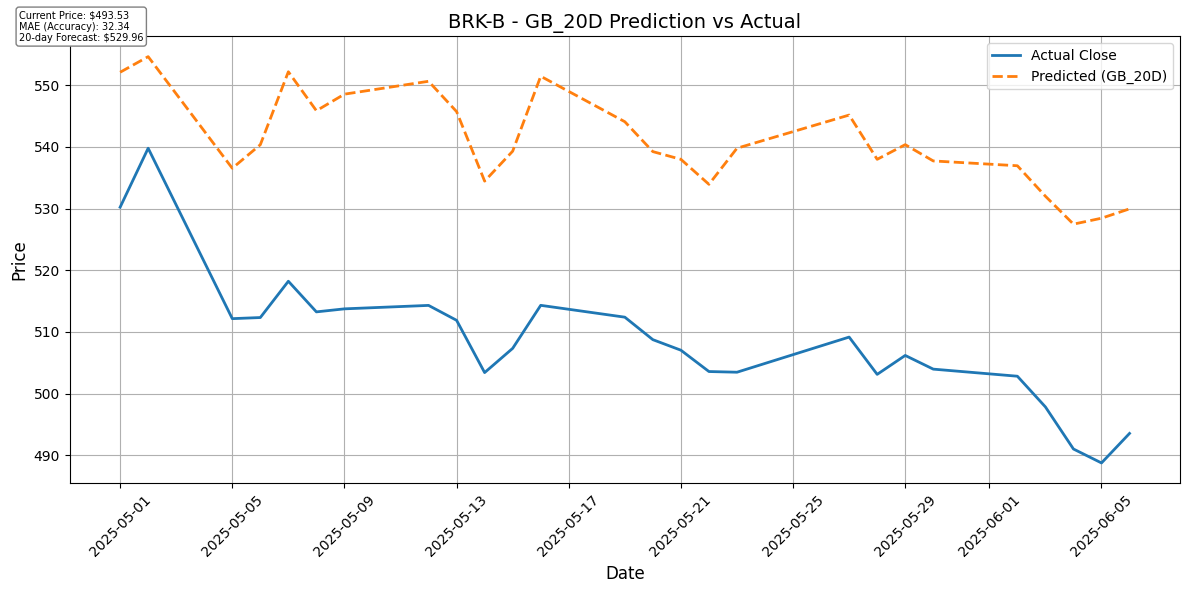 BRK-B - GB_20D Prediction vs Actual
Current Price: $493.53
MAE (Accuracy): 32.34
20-day Forecast: $529.96
Actual Close
Predicted (GB_20D)
Price
550
540
530
520
510
500
490
2025-05-01
2025-05-05
2025-05-09
2025-05-13
2025-05-17
2025-05-21
2025-05-25
2025-05-29
2025-06-01
2025-06-05
Date